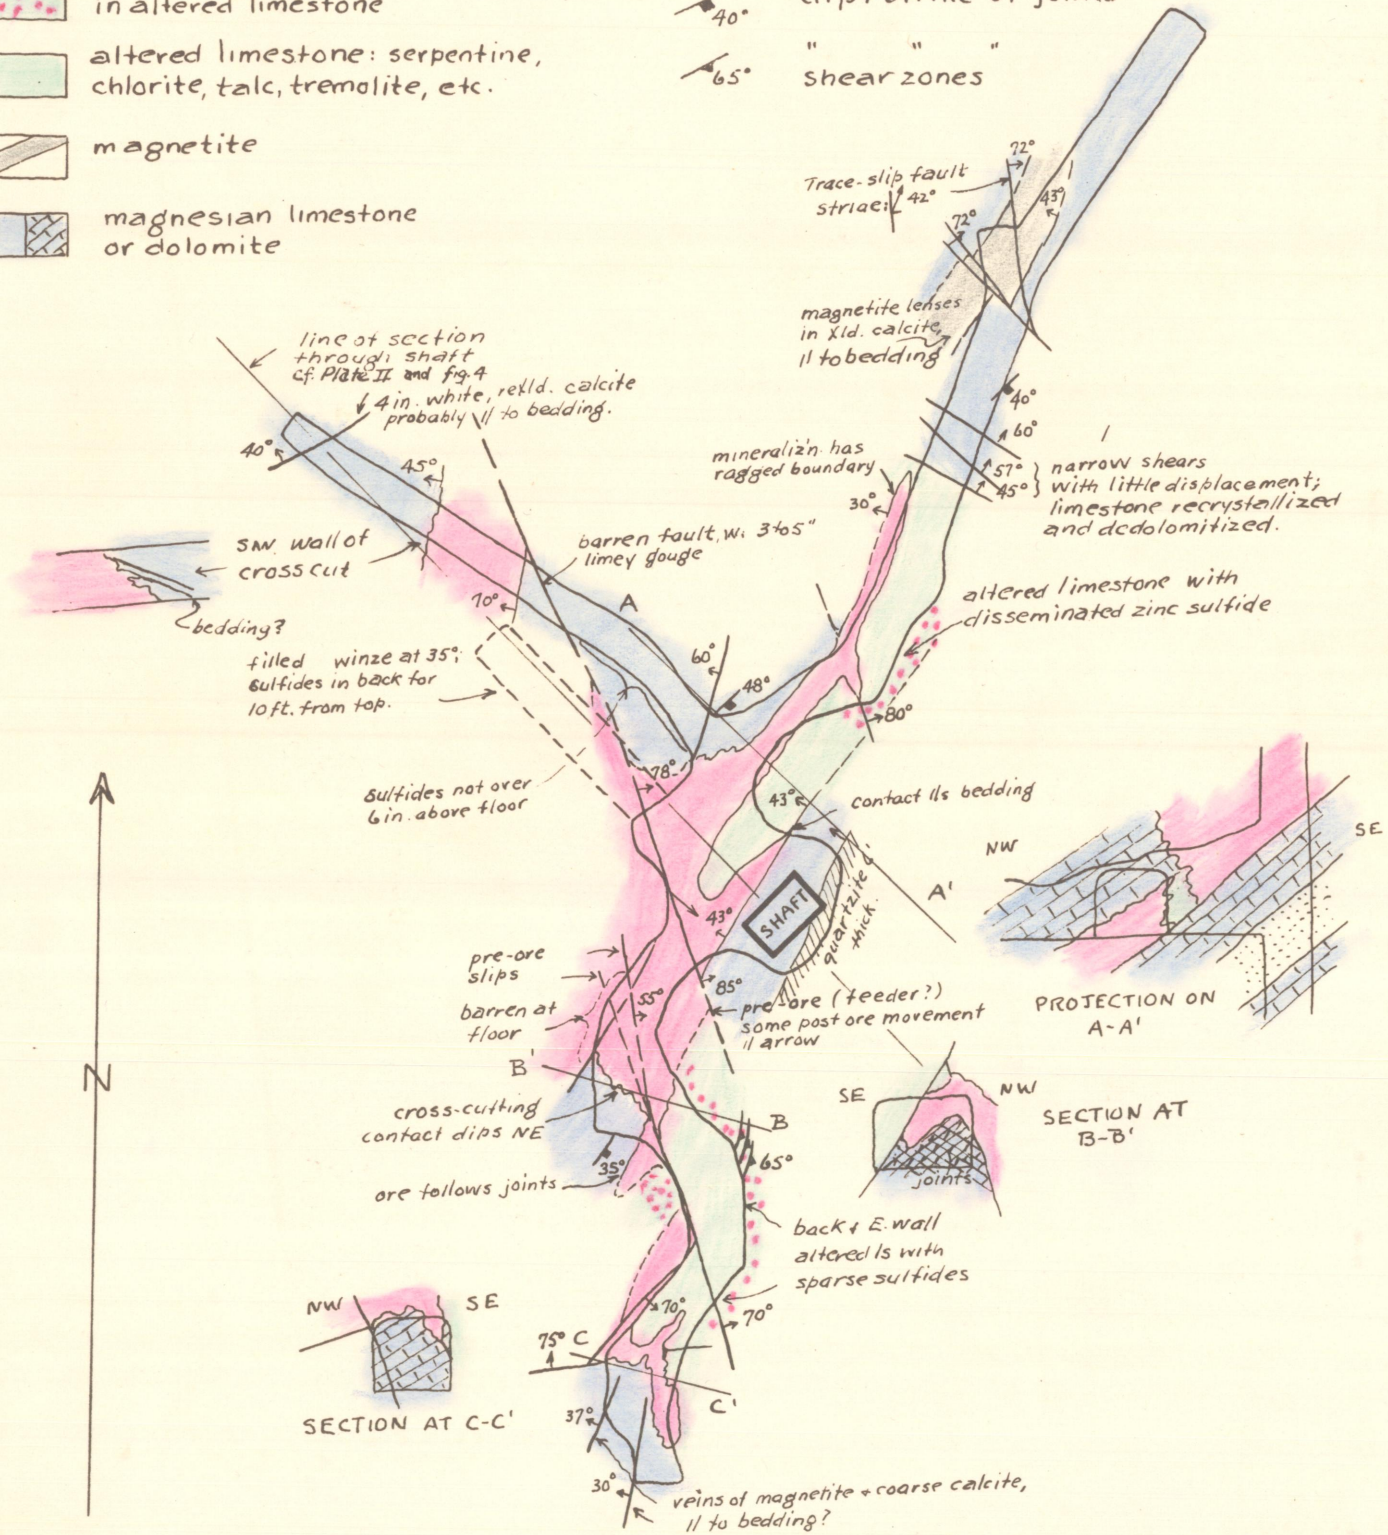 in altered limestone
40°
altered limestone: serpentine,
chlorite, talc, tremolite, etc.
"   "   "
65°
shear zones
magnetite
magnesian limestone
or dolomite
72°
Trace-slip fault
striae: 42°
43°
72°
magnetite lenses
in Xld. calcite,
// to bedding
line of section
through shaft
cf. Plate II and fig. 4
4 in. white, reXld. calcite
probably // to bedding.
40°
45°
40°
60°
57°
45°
narrow shears
with little displacement;
limestone recrystallized
and dedolomitized.
mineraliz'n. has
ragged boundary
30°
SW. wall of
cross cut
bedding?
barren fault, w. 3 to 5"
limey gouge
A
70°
altered limestone with
disseminated zinc sulfide
filled winze at 35°;
sulfides in back for
10 ft. from top.
60°
48°
80°
sulfides not over
6 in. above floor
78°
43°
contact //s bedding
NW
SE
A'
SHAFT
quartzite 6'
thick.
43°
PROJECTION ON
A-A'
pre-ore
slips
55°
85°
barren at
floor
pre-ore (feeder?)
some post ore movement
// arrow
N
B'
B
cross-cutting
contact dips NE
SE
NW
SECTION AT
B-B'
joints
35°
65°
ore follows joints
back & E. wall
altered ls with
sparse sulfides
NW
SE
70°
70°
75°
C
C'
SECTION AT C-C'
37°
30°
veins of magnetite + coarse calcite,
// to bedding?